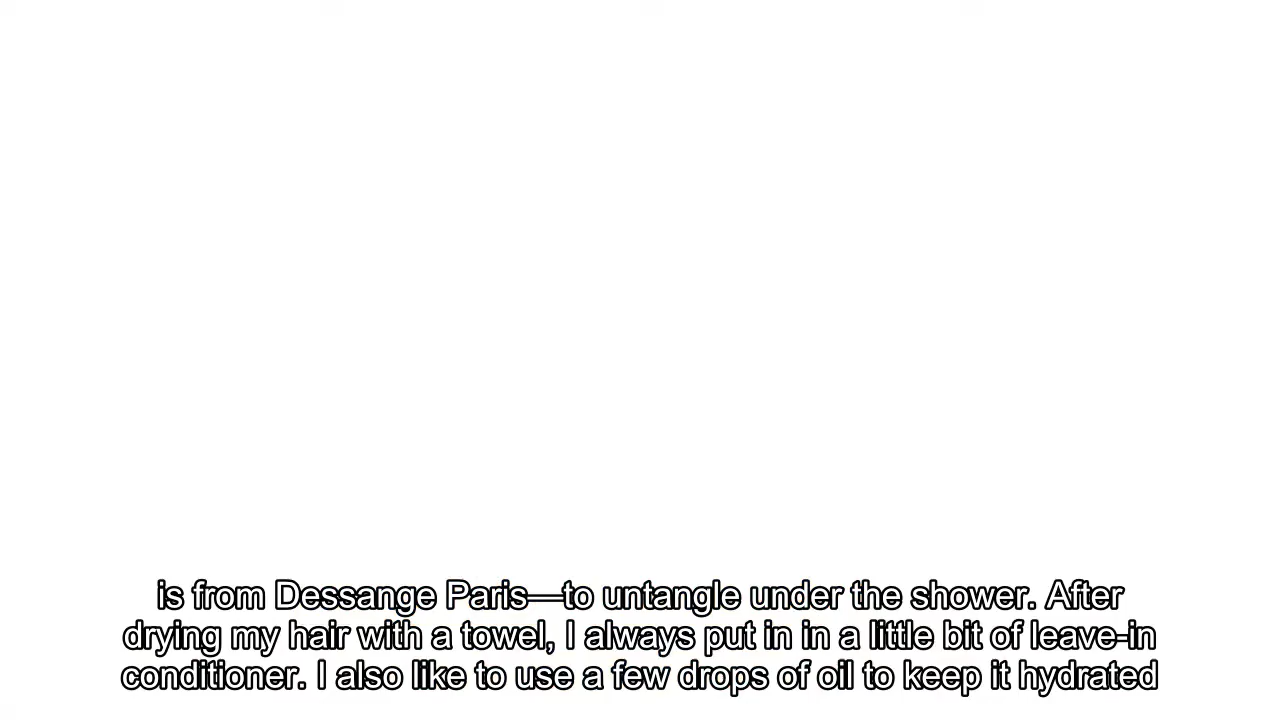 is from Dessange Paris—to untangle under the shower. After
drying my hair with a towel, I always put in in a little bit of leave-in
conditioner. I also like to use a few drops of oil to keep it hydrated